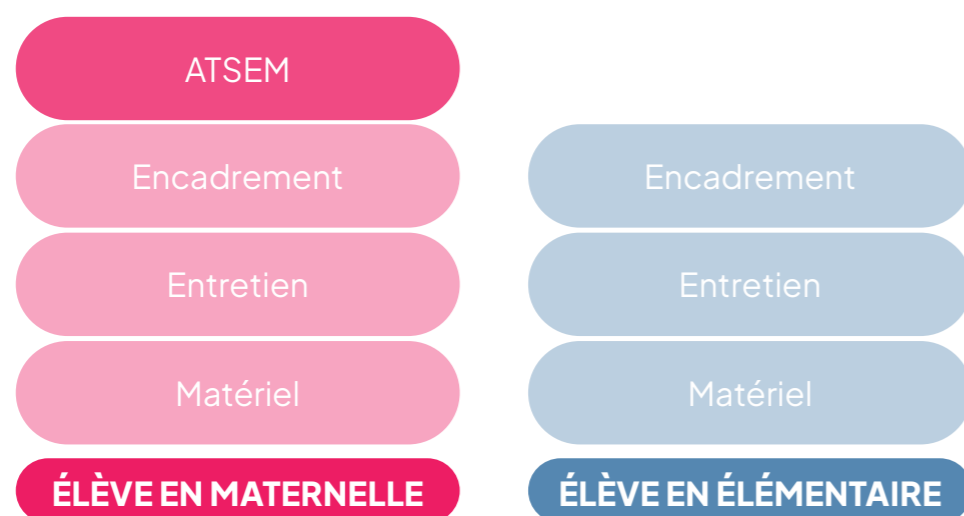 ATSEM
Encadrement
Entretien
Matériel
ÉLÈVE EN MATERNELLE
Encadrement
Entretien
Matériel
ÉLÈVE EN ÉLÉMENTAIRE